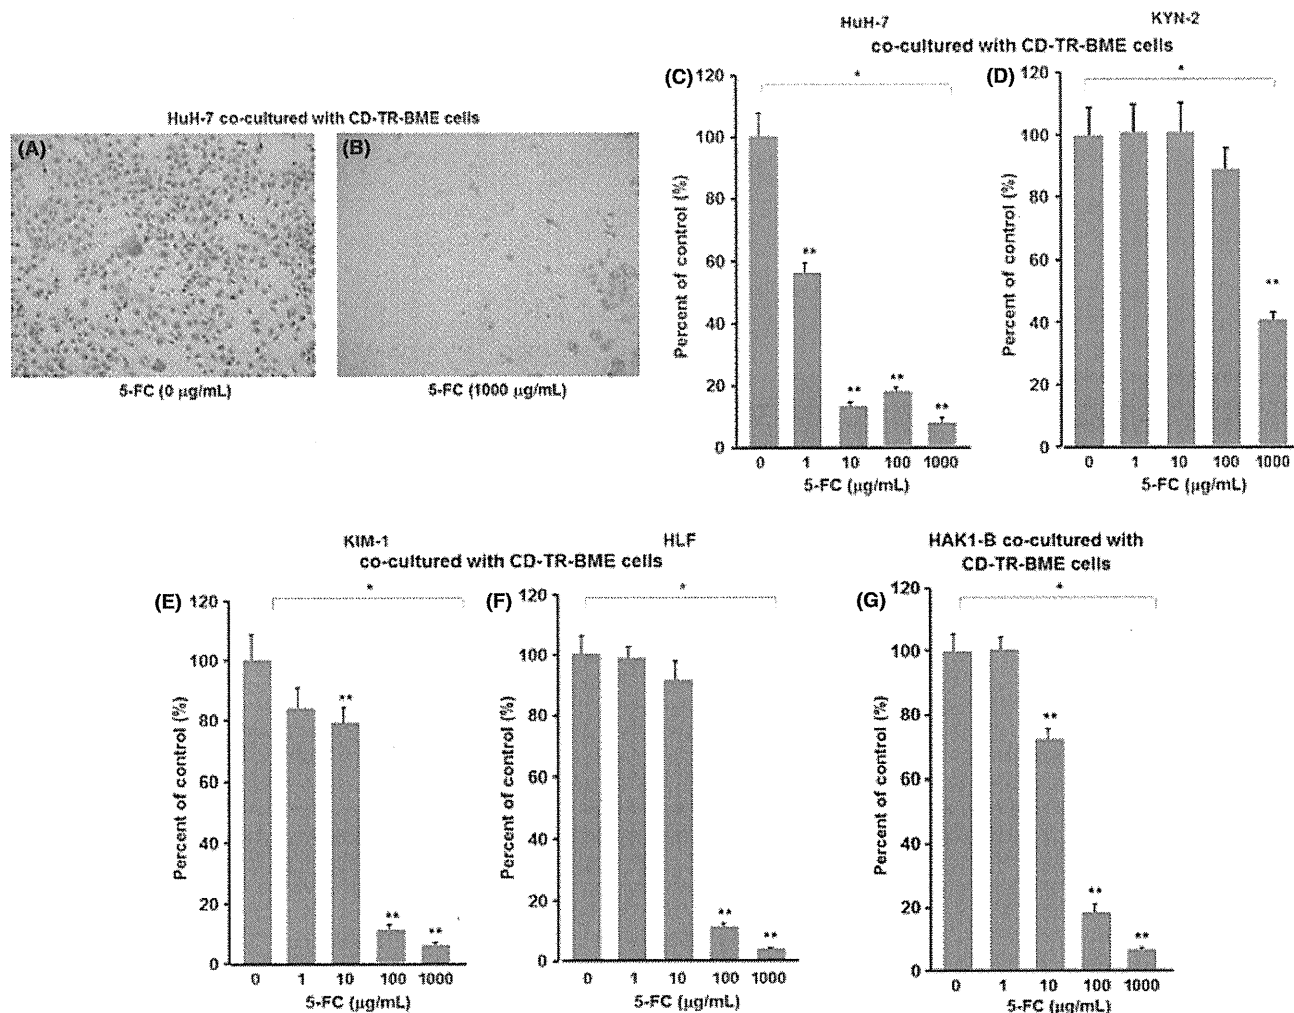 HuH-7 KYN-2
co-cultured with CD-TR-BME cells
HuH-7 co-cultured with CD-TR-BME cells
(A) (B)
5-FC (0 µg/mL) 5-FC (1000 µg/mL)
(C)
Percent of control (%)
120
100
80
60
40
20
0
*
** ** ** **
0 1 10 100 1000
5-FC (µg/mL)
(D)
Percent of control (%)
120
100
80
60
40
20
0
*
**
0 1 10 100 1000
5-FC (µg/mL)
KIM-1 HLF
co-cultured with CD-TR-BME cells
(E)
Percent of control (%)
120
100
80
60
40
20
0
*
** ** **
0 1 10 100 1000
5-FC (µg/mL)
(F)
Percent of control (%)
120
100
80
60
40
20
0
*
** **
0 1 10 100 1000
5-FC (µg/mL)
HAK1-B co-cultured with
CD-TR-BME cells
(G)
Percent of control (%)
120
100
80
60
40
20
0
*
** ** **
0 1 10 100 1000
5-FC (µg/mL)